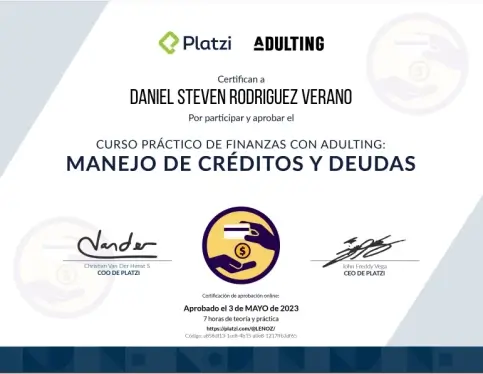 Platzi ADULTING
Certifican a
DANIEL STEVEN RODRIGUEZ VERANO
Por participar y aprobar el
CURSO PRÁCTICO DE FINANZAS CON ADULTING:
MANEJO DE CRÉDITOS Y DEUDAS
Christian Van Der Henst S.
COO DE PLATZI
John Freddy Vega
CEO DE PLATZI
Certificación de aprobación online:
Aprobado el 3 de MAYO de 2023
7 horas de teoría y práctica
https://platzi.com/@LENOZ/
Código: